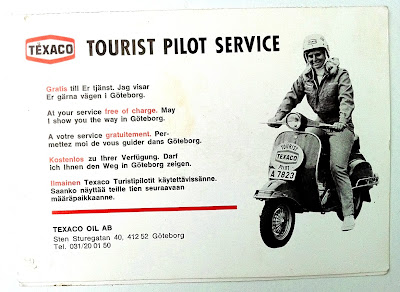 TEXACO
TOURIST PILOT SERVICE
Gratis till Er tjänst. Jag visar
Er gärna vägen i Göteborg.
At your service free of charge. May
I show you the way in Göteborg.
A votre service gratuitement. Per-
mettez moi de vous guider dans Göteborg.
Kostenlos zu Ihrer Verfügung. Darf
ich Ihnen den Weg in Göteborg zeigen.
Ilmainen Texaco Turistipilotit käytettävissänne.
Saanko näyttää teille tien seuraavaan
määräpaikkaanne.
TEXACO OIL AB
Sten Sturegatan 40, 412 52 Göteborg
Tel. 031/20 01 50
TOURIST
TEXACO
PILOT
A 7823